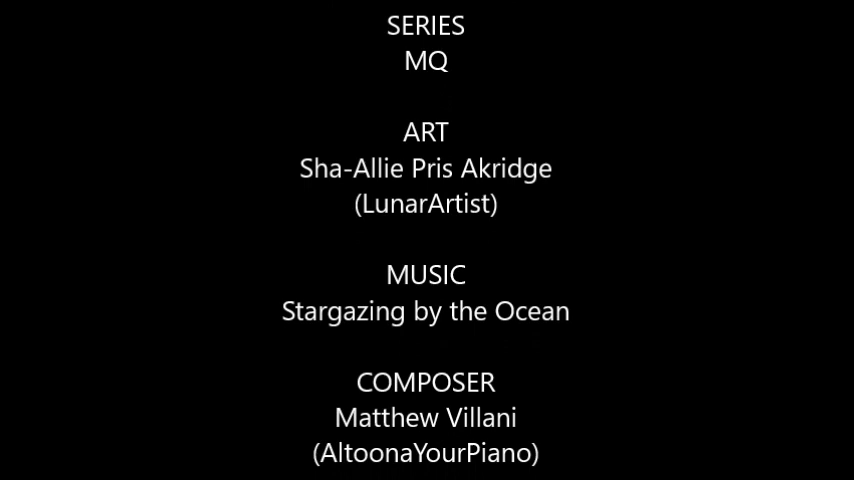 SERIES
MQ
ART
Sha-Allie Pris Akridge
(LunarArtist)
MUSIC
Stargazing by the Ocean
COMPOSER
Matthew Villani
(AltoonaYourPiano)